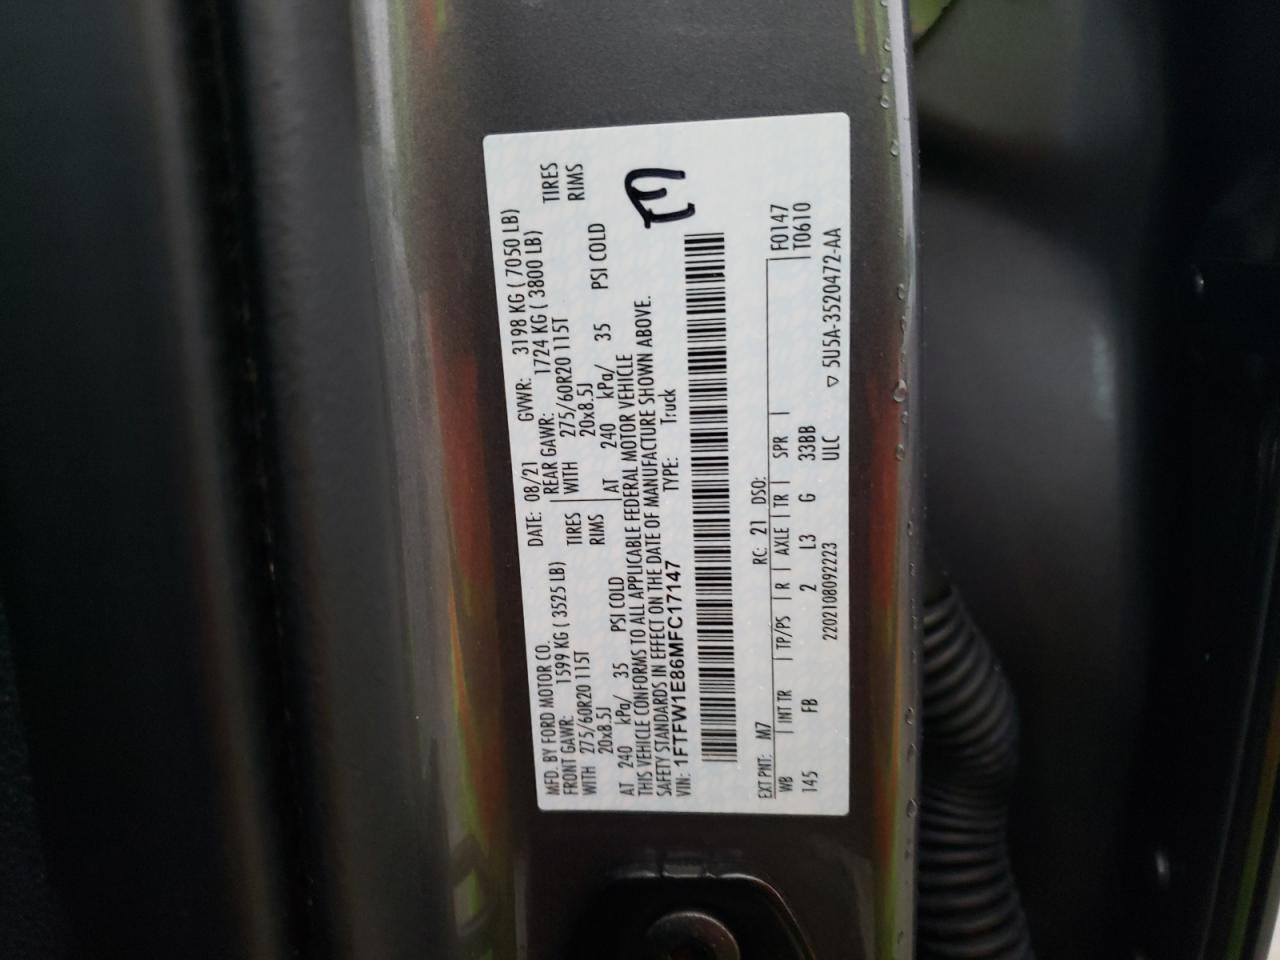 MFD. BY FORD MOTOR CO.
DATE: 08/21 GVWR: 3198 KG ( 7050 LB)
FRONT GAWR: 1599 KG ( 3525 LB) REAR GAWR: 1724 KG ( 3800 LB)
WITH 275/60R20 115T TIRES WITH 275/60R20 115T TIRES
20x8.5J RIMS 20x8.5J RIMS
AT 240 kPa/ 35 PSI COLD AT 240 kPa/ 35 PSI COLD
THIS VEHICLE CONFORMS TO ALL APPLICABLE FEDERAL MOTOR VEHICLE
SAFETY STANDARDS IN EFFECT ON THE DATE OF MANUFACTURE SHOWN ABOVE.
VIN: 1FTFW1E86MFC17147 TYPE: Truck
EXT PNT: M7 RC: 21 DSO:
WB INT TR TP/PS R AXLE TR SPR F0147
145 FB 2 L3 G 33BB T0610
2202108092223 ULC
▽ 5U5A-3520472-AA